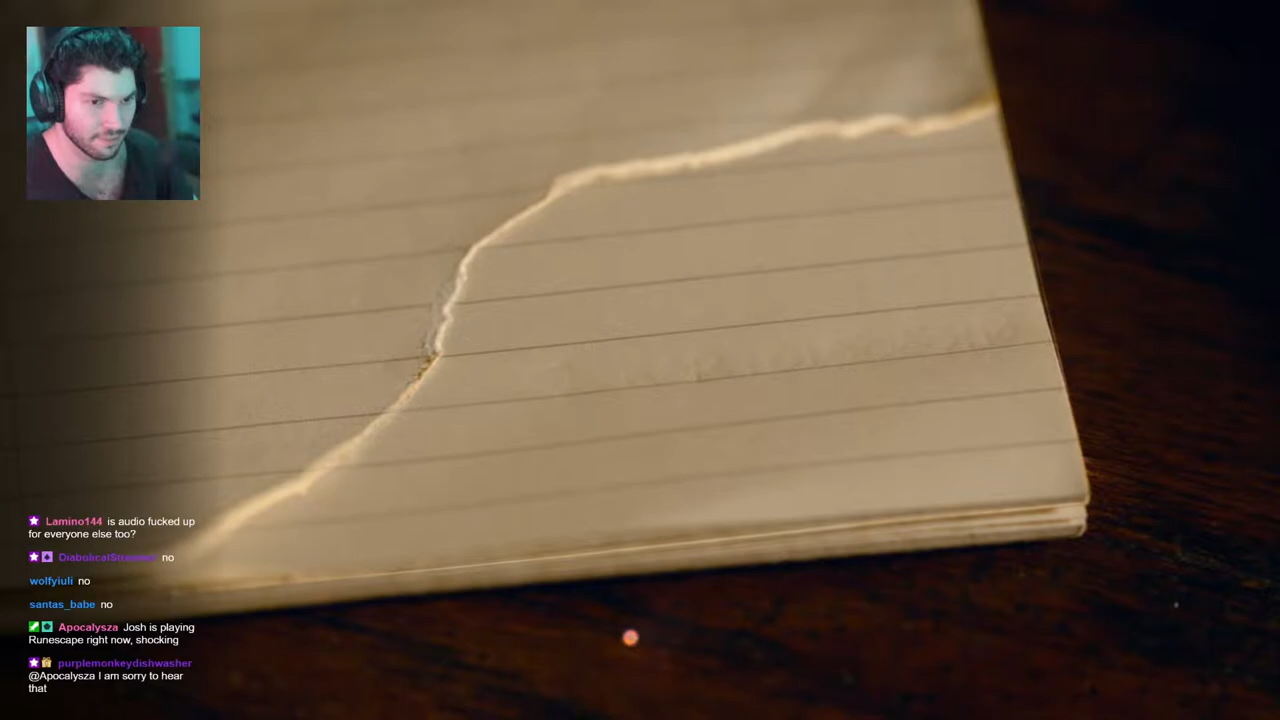 Lamino144 is audio fucked up
for everyone else too?
no
wolfyiuli no
santas_babe no
Apocalysza Josh is playing
Runescape right now, shocking
purplemonkeydishwasher
@Apocalysza I am sorry to hear
that